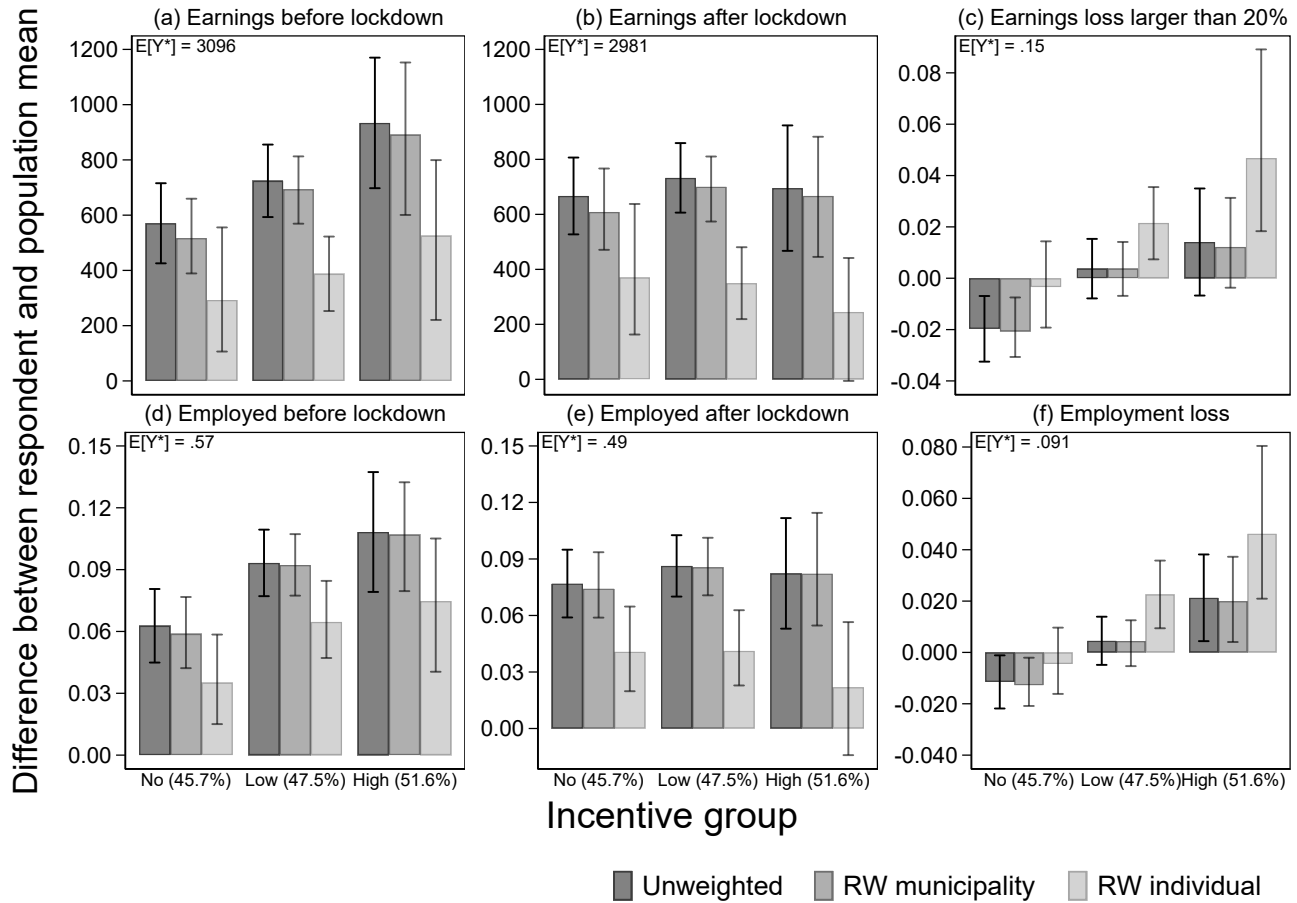 Difference between respondent and population mean
(a) Earnings before lockdown
E[Y*] = 3096
1200
1000
800
600
400
200
0
(b) Earnings after lockdown
E[Y*] = 2981
1200
1000
800
600
400
200
0
(c) Earnings loss larger than 20%
E[Y*] = .15
0.08
0.06
0.04
0.02
0.00
-0.02
-0.04
(d) Employed before lockdown
E[Y*] = .57
0.15
0.12
0.09
0.06
0.03
0.00
No (45.7%) Low (47.5%) High (51.6%)
(e) Employed after lockdown
E[Y*] = .49
0.15
0.12
0.09
0.06
0.03
0.00
No (45.7%) Low (47.5%) High (51.6%)
(f) Employment loss
E[Y*] = .091
0.080
0.060
0.040
0.020
0.000
-0.020
-0.040
No (45.7%) Low (47.5%) High (51.6%)
Incentive group
Unweighted RW municipality RW individual